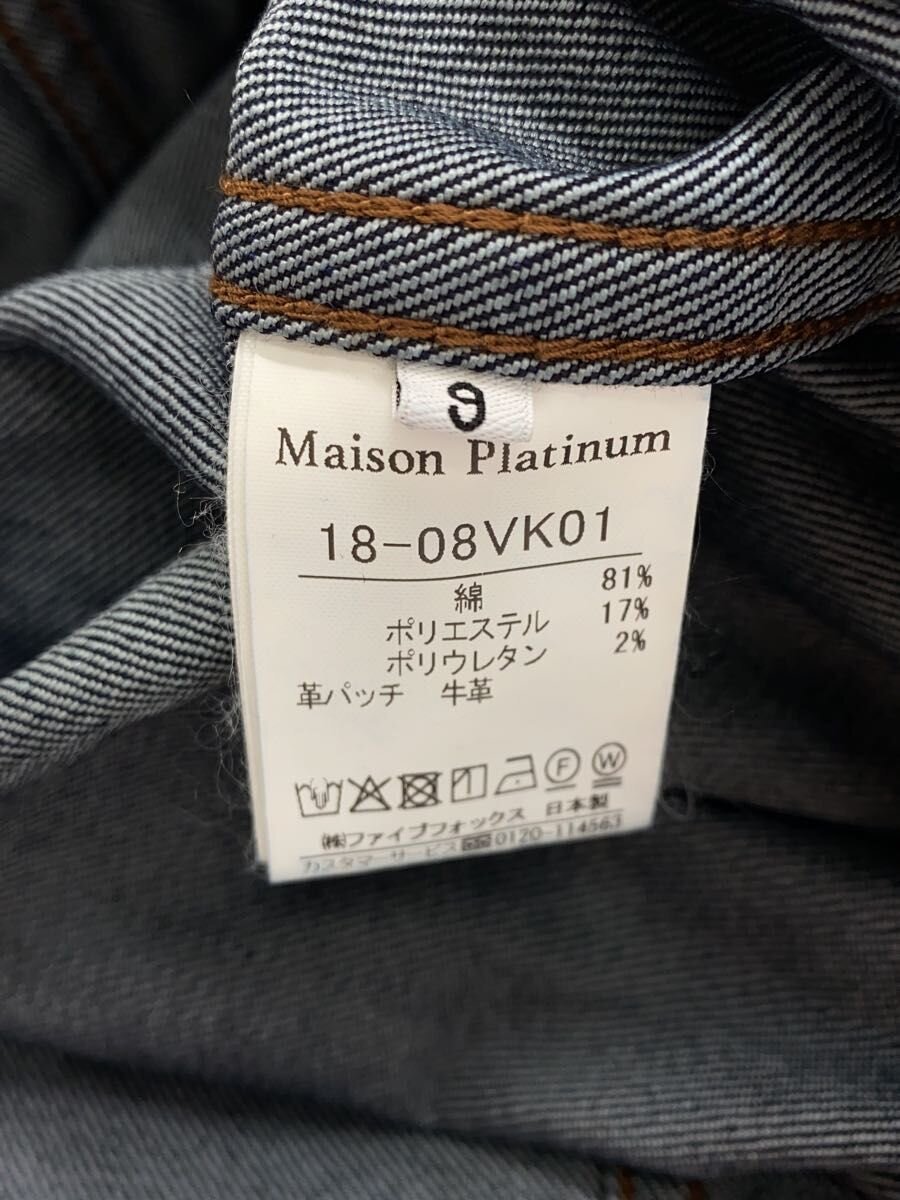 9
Maison Platinum
18-08VK01
綿 81%
ポリエステル 17%
ポリウレタン 2%
革パッチ 牛革
F W
㈱ファイブフォックス 日本製
カスタマーサービス 0120-114563